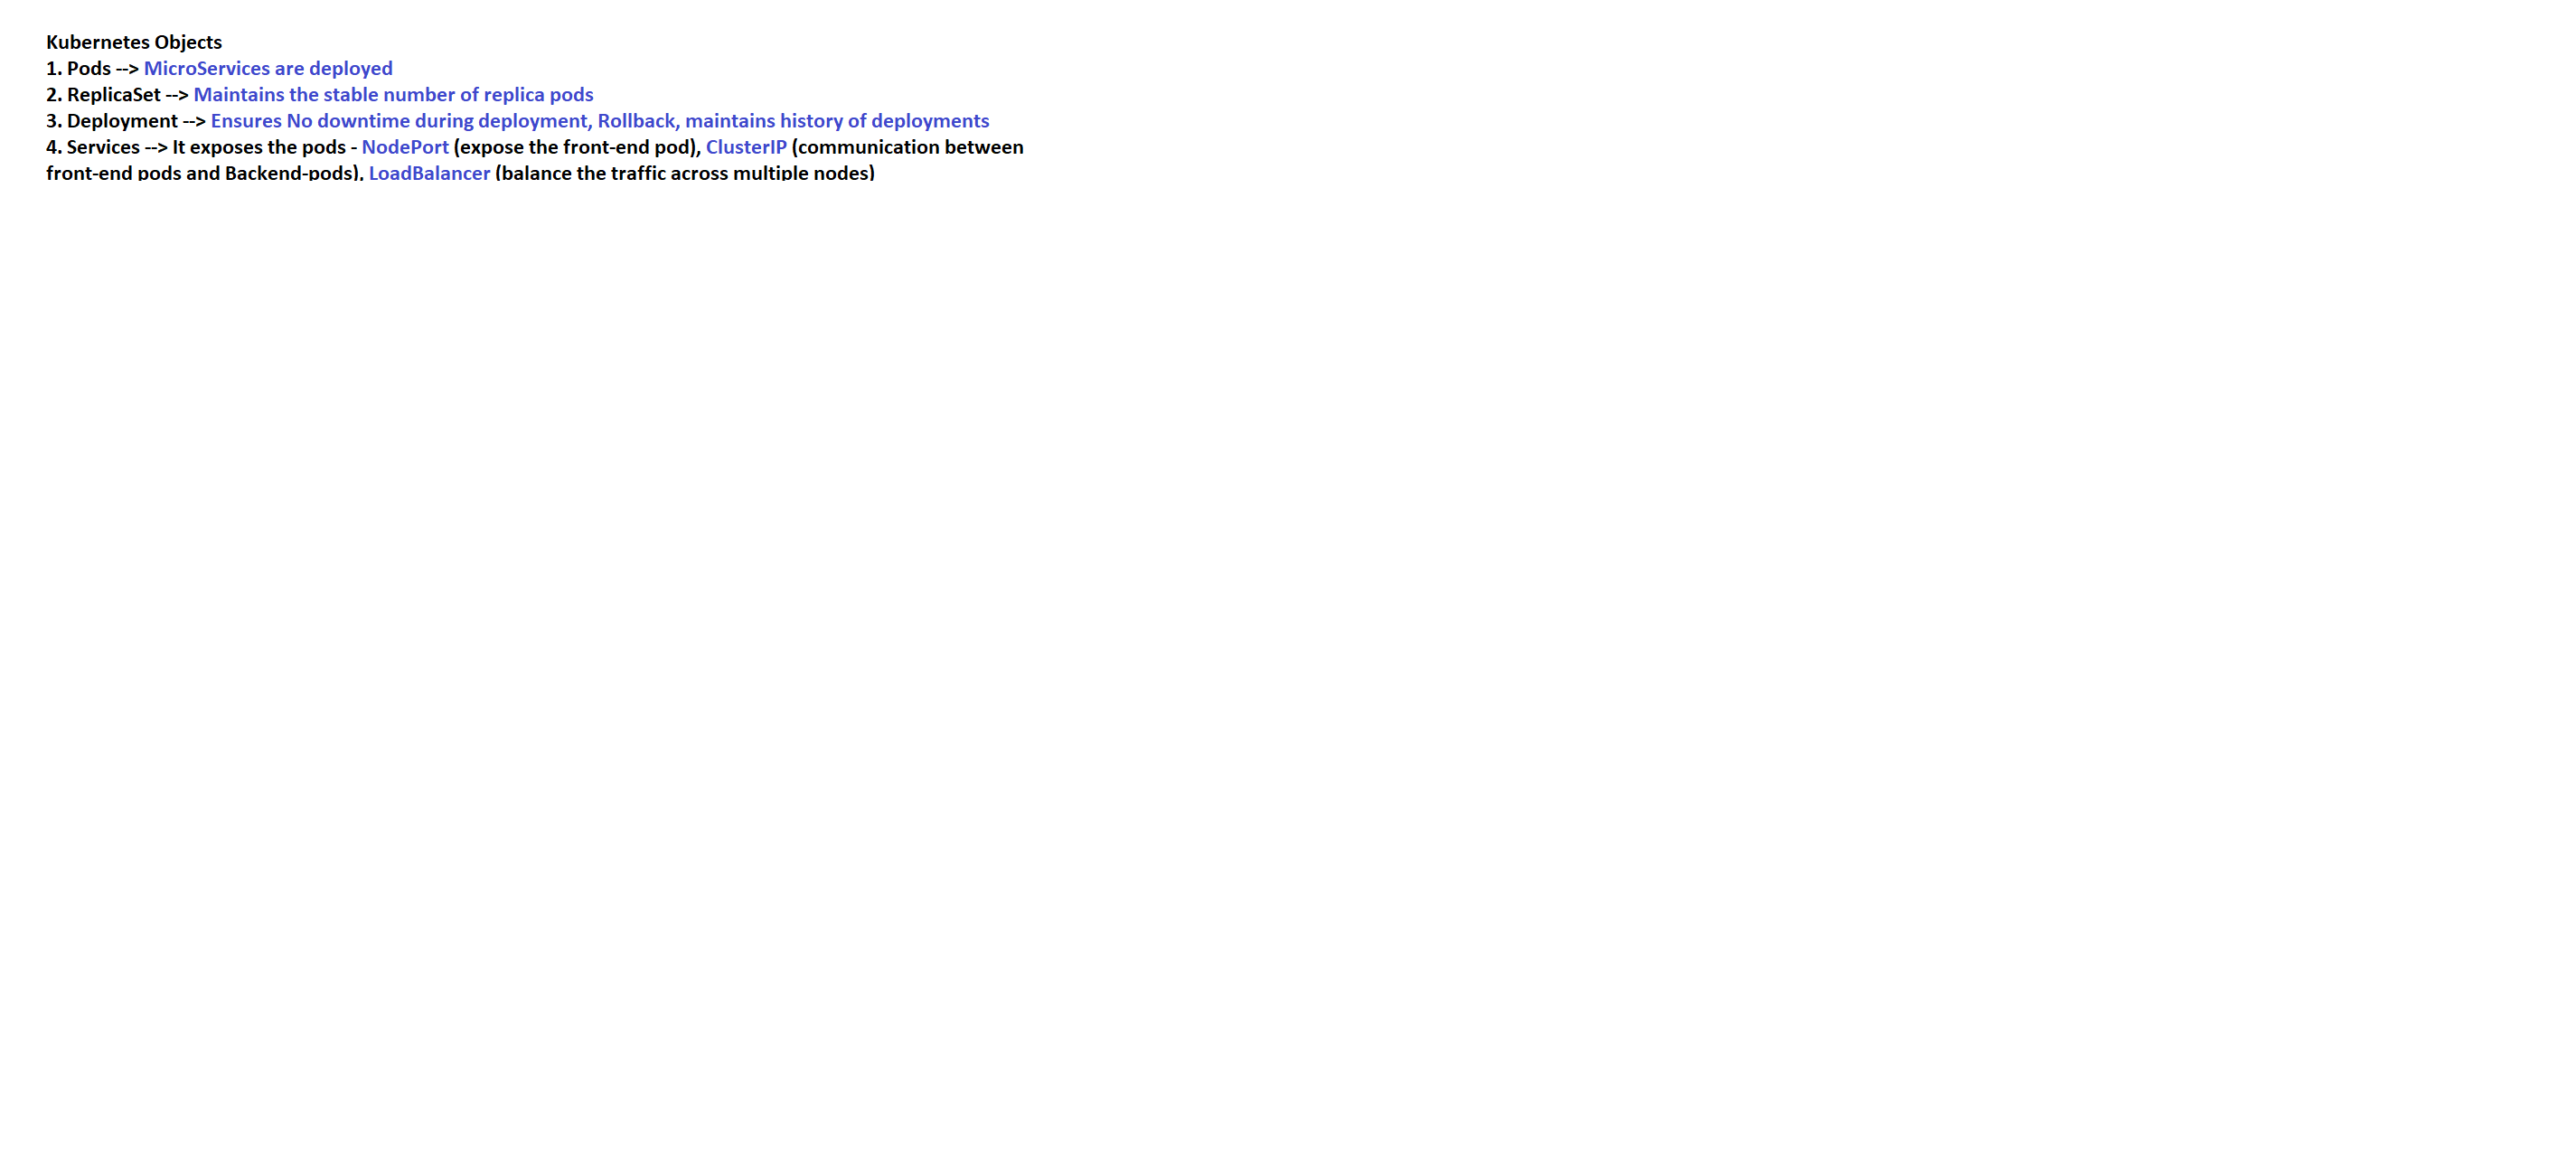 Kubernetes Objects
1. Pods --> MicroServices are deployed
2. ReplicaSet --> Maintains the stable number of replica pods
3. Deployment --> Ensures No downtime during deployment, Rollback, maintains history of deployments
4. Services --> It exposes the pods - NodePort (expose the front-end pod), ClusterIP (communication between
front-end pods and Backend-pods), LoadBalancer (balance the traffic across multiple nodes)